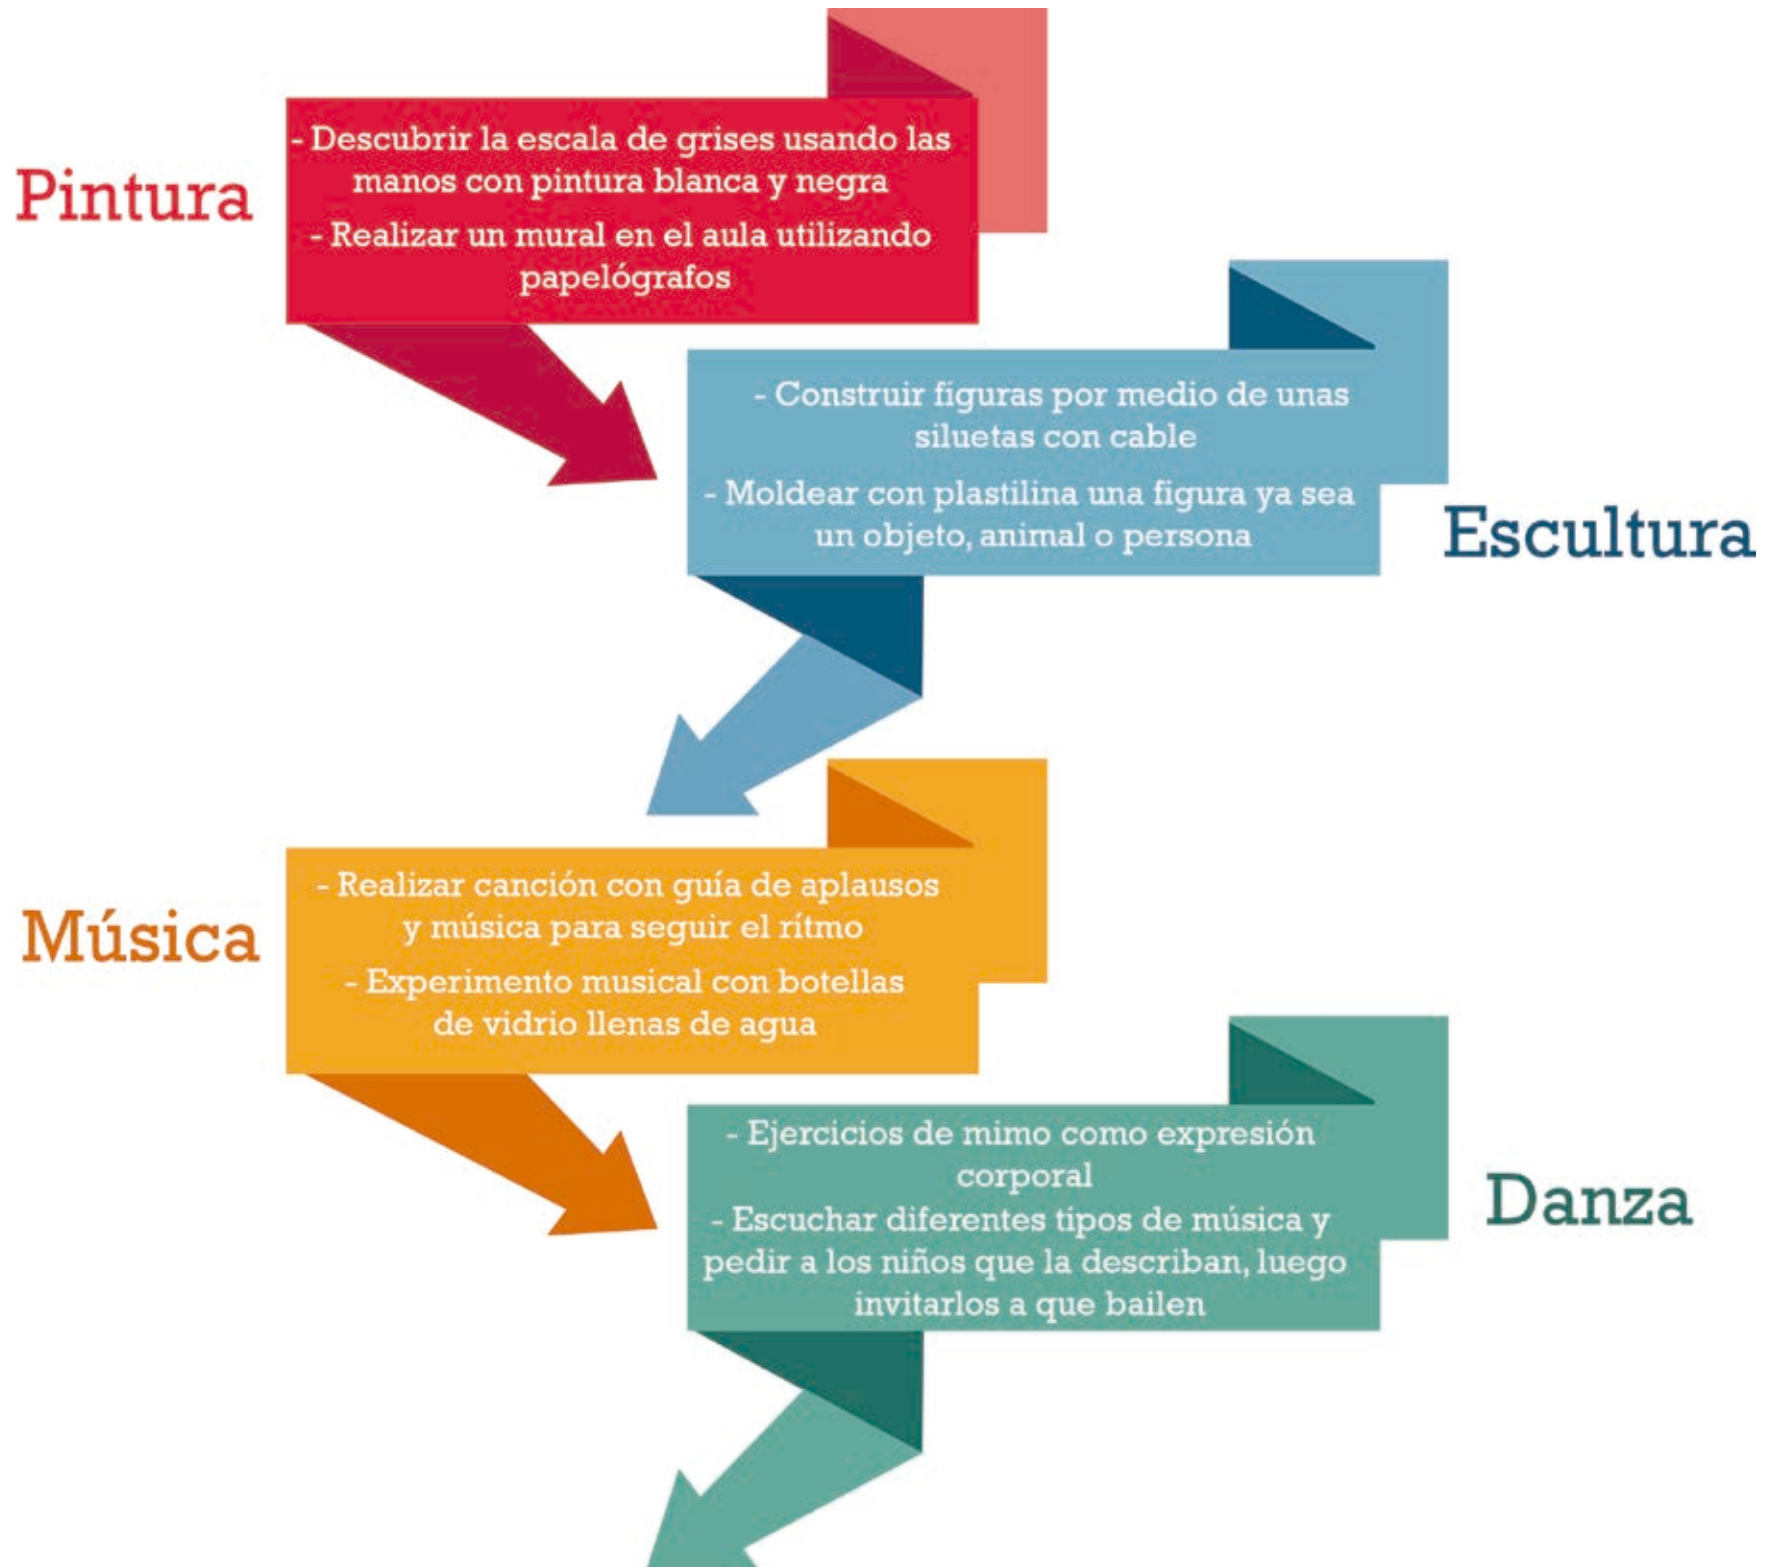 Pintura
- Descubrir la escala de grises usando las
manos con pintura blanca y negra
- Realizar un mural en el aula utilizando
papelógrafos
- Construir figuras por medio de unas
siluetas con cable
- Moldear con plastilina una figura ya sea
un objeto, animal o persona
Escultura
Música
- Realizar canción con guía de aplausos
y música para seguir el rítmo
- Experimento musical con botellas
de vidrio llenas de agua
- Ejercicios de mimo como expresión
corporal
- Escuchar diferentes tipos de música y
pedir a los niños que la describan, luego
invitarlos a que bailen
Danza